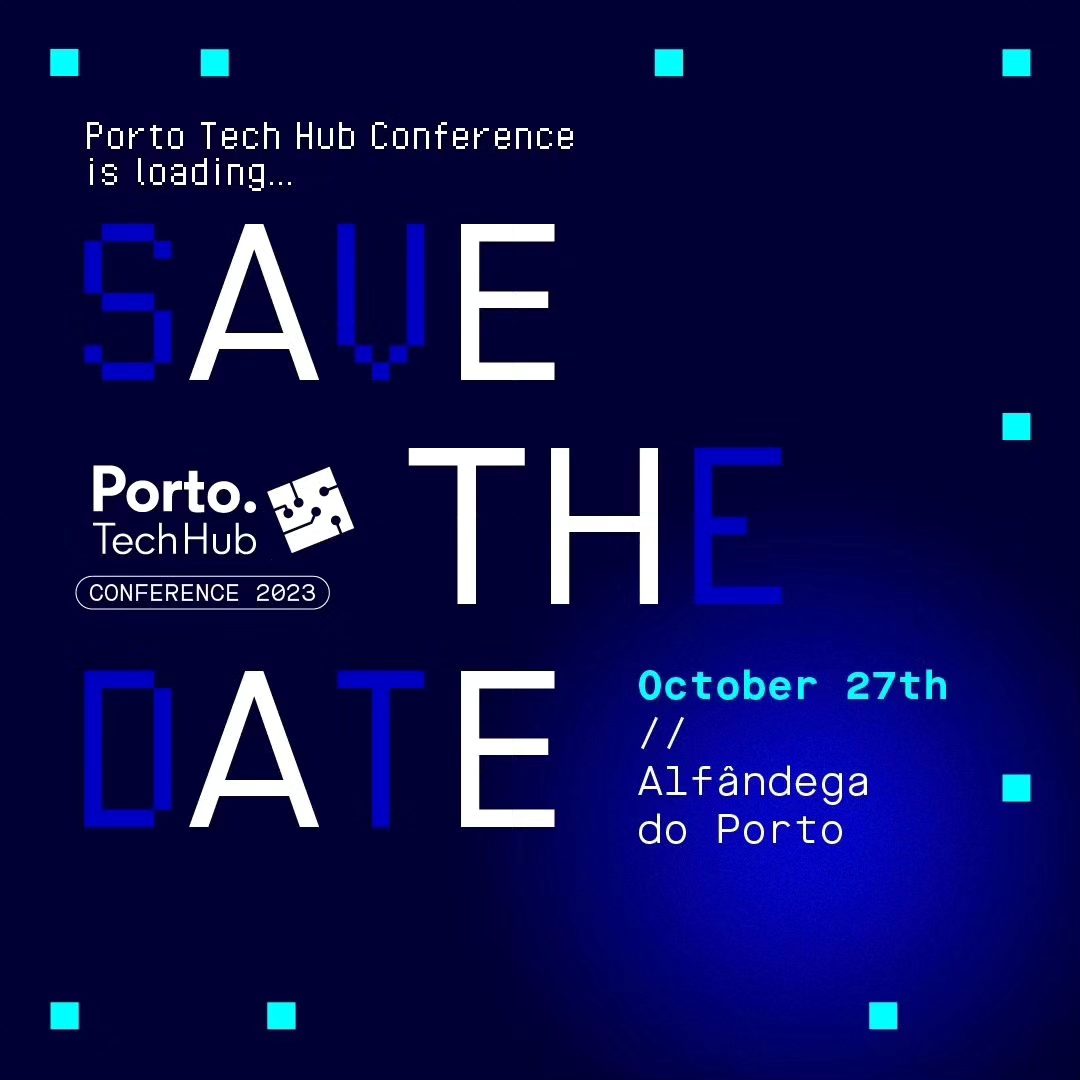 Porto Tech Hub Conference
is loading...
SAVE
Porto.
TechHub
CONFERENCE 2023
THE
DATE
October 27th
//
Alfândega
do Porto